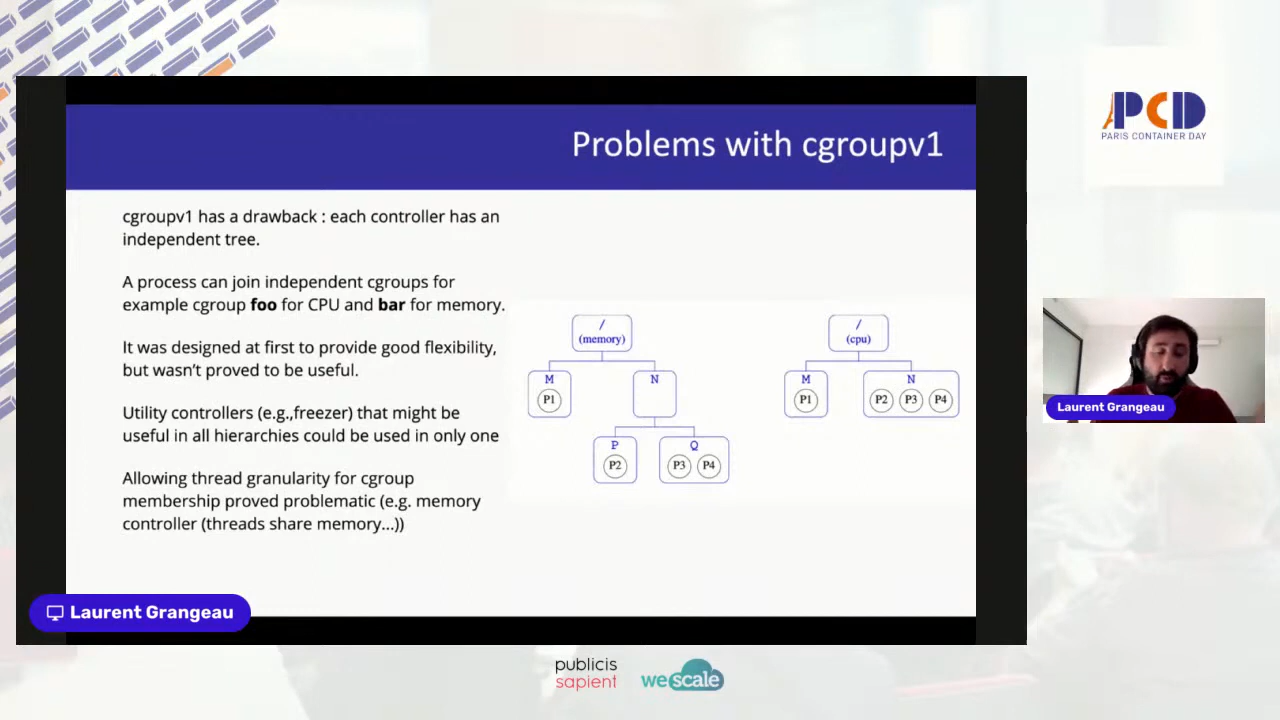 Problems with cgroupv1
cgroupv1 has a drawback : each controller has an
independent tree.
A process can join independent cgroups for
example cgroup foo for CPU and bar for memory.
It was designed at first to provide good flexibility,
but wasn't proved to be useful.
Utility controllers (e.g.,freezer) that might be
useful in all hierarchies could be used in only one
Allowing thread granularity for cgroup
membership proved problematic (e.g. memory
controller (threads share memory...))
/
(memory)
M
P1
N
P
P2
Q
P3 P4
/
(cpu)
M
P1
N
P2 P3 P4
PCD
PARIS CONTAINER DAY
Laurent Grangeau
Laurent Grangeau
publicis
sapient
wescale